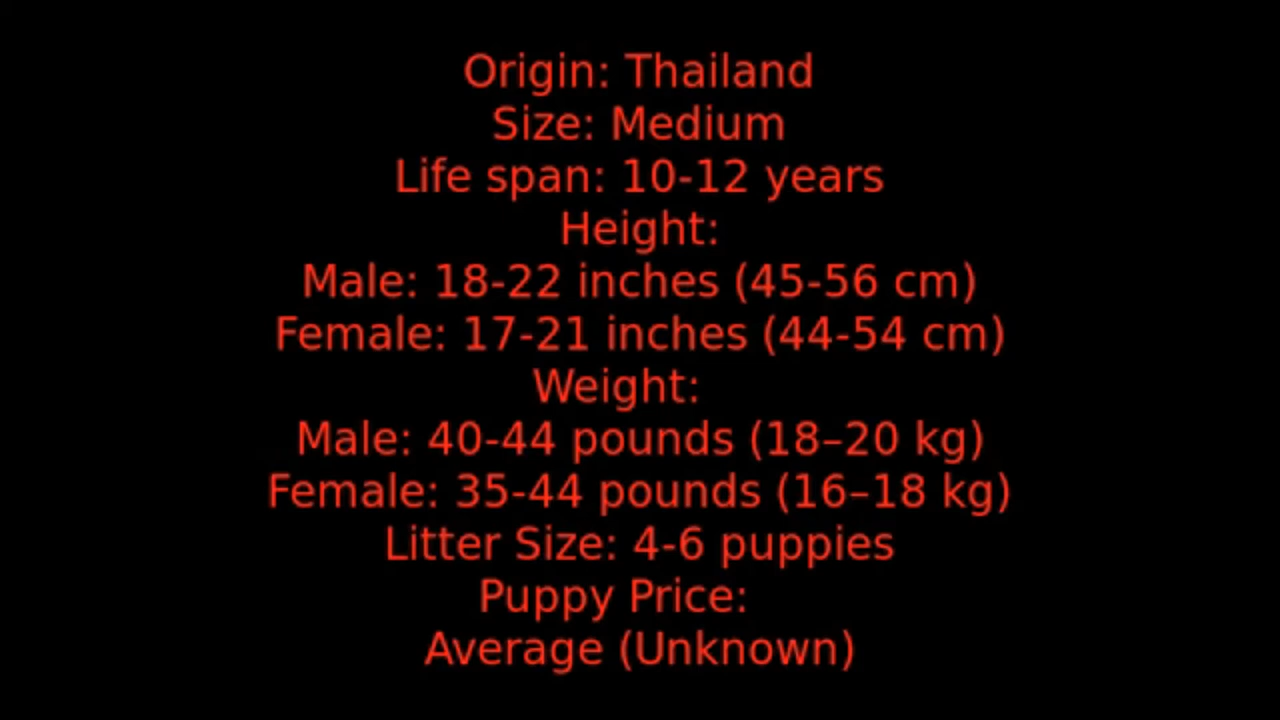 Origin: Thailand
Size: Medium
Life span: 10-12 years
Height:
Male: 18-22 inches (45-56 cm)
Female: 17-21 inches (44-54 cm)
Weight:
Male: 40-44 pounds (18–20 kg)
Female: 35-44 pounds (16–18 kg)
Litter Size: 4-6 puppies
Puppy Price:
Average (Unknown)